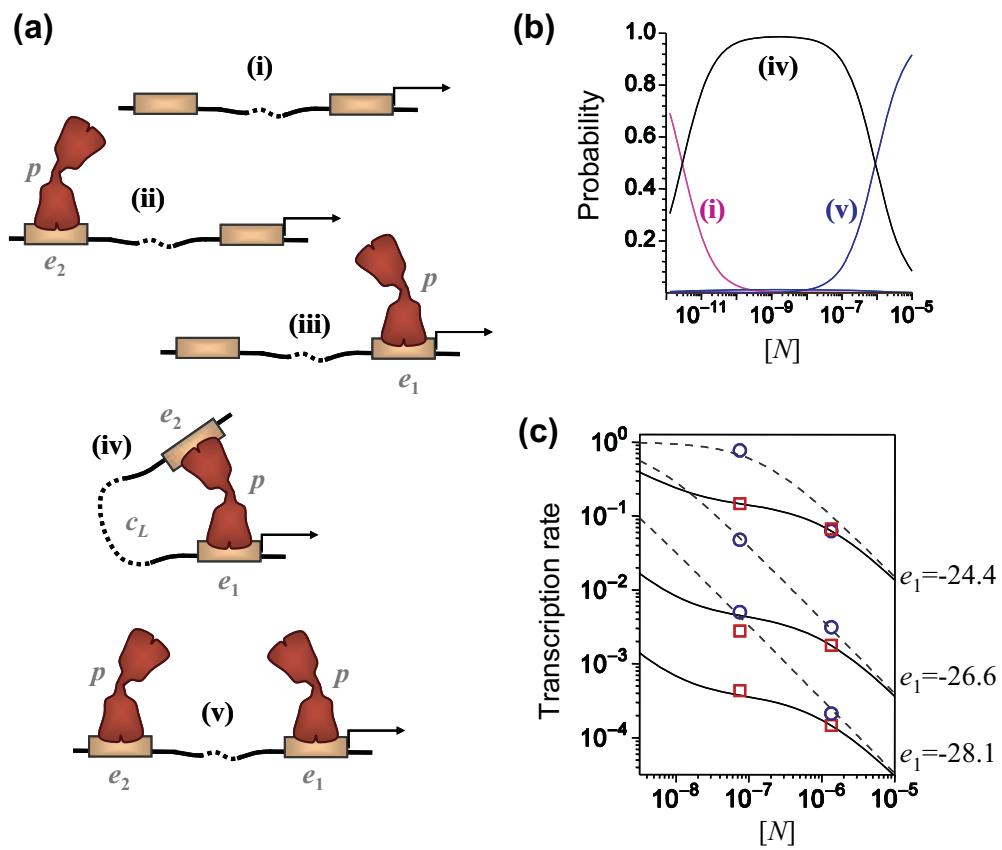 (a)
(i)
p
(ii)
e2
p
(iii)
e1
e2
(iv)
p
cL
e1
p
p
(v)
e2
e1
(b)
1.0
(iv)
0.8
0.6
0.4
(i)
(v)
0.2
Probability
10⁻¹¹ 10⁻⁹ 10⁻⁷ 10⁻⁵
[N]
(c)
10⁰
10⁻¹
10⁻²
10⁻³
10⁻⁴
Transcription rate
e1=-24.4
e1=-26.6
e1=-28.1
10⁻⁸ 10⁻⁷ 10⁻⁶ 10⁻⁵
[N]